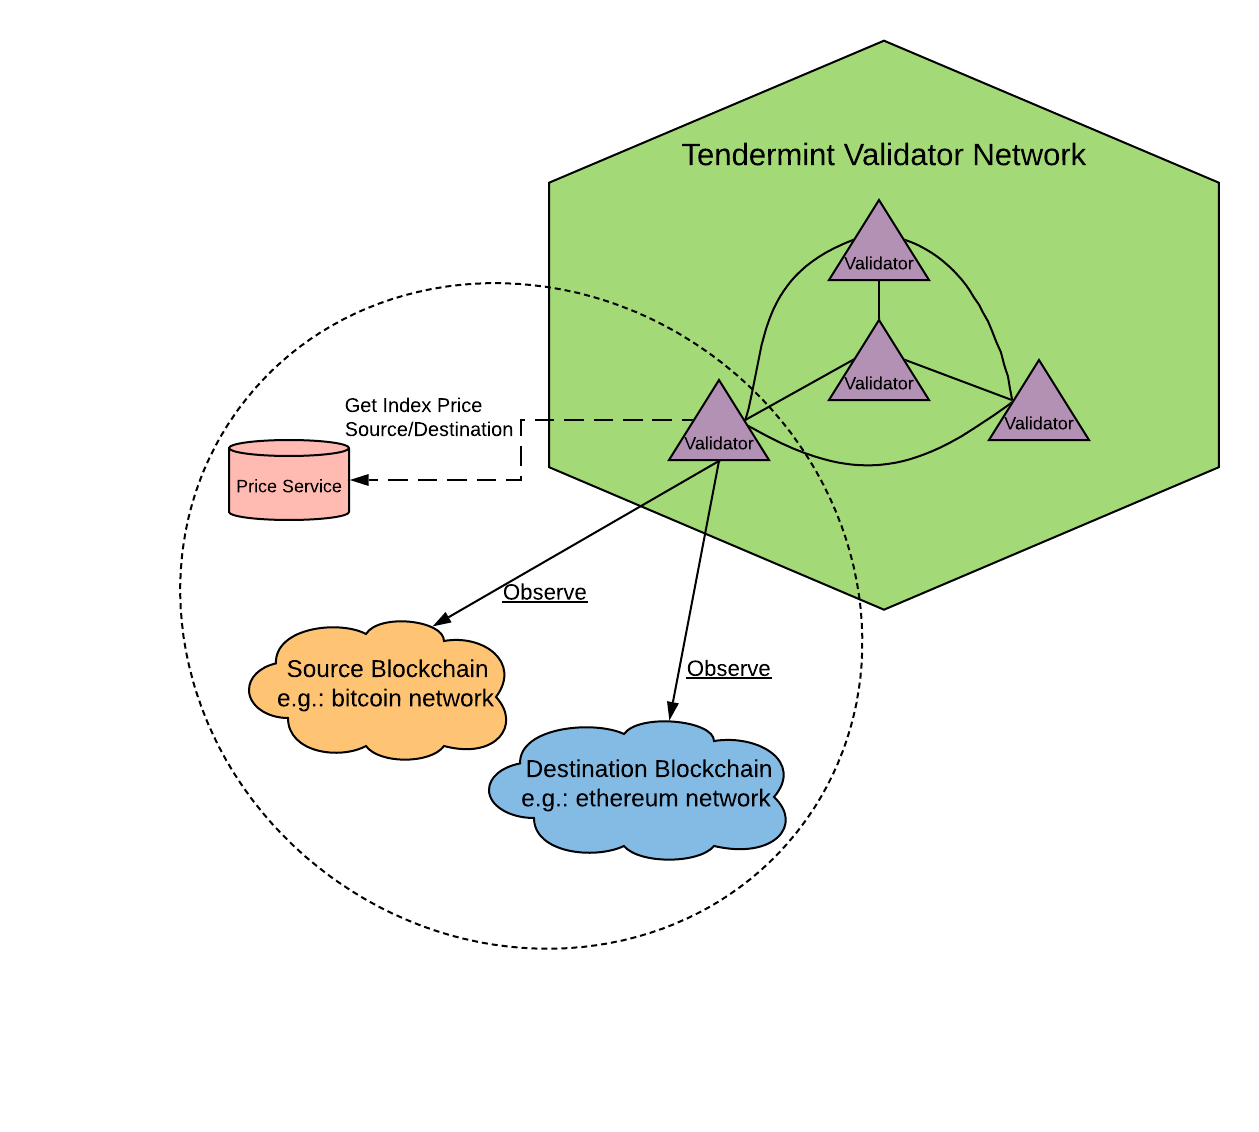 Tendermint Validator Network
Validator
Validator
Validator
Validator
Get Index Price
Source/Destination
Price Service
Observe
Observe
Source Blockchain
e.g.: bitcoin network
Destination Blockchain
e.g.: ethereum network